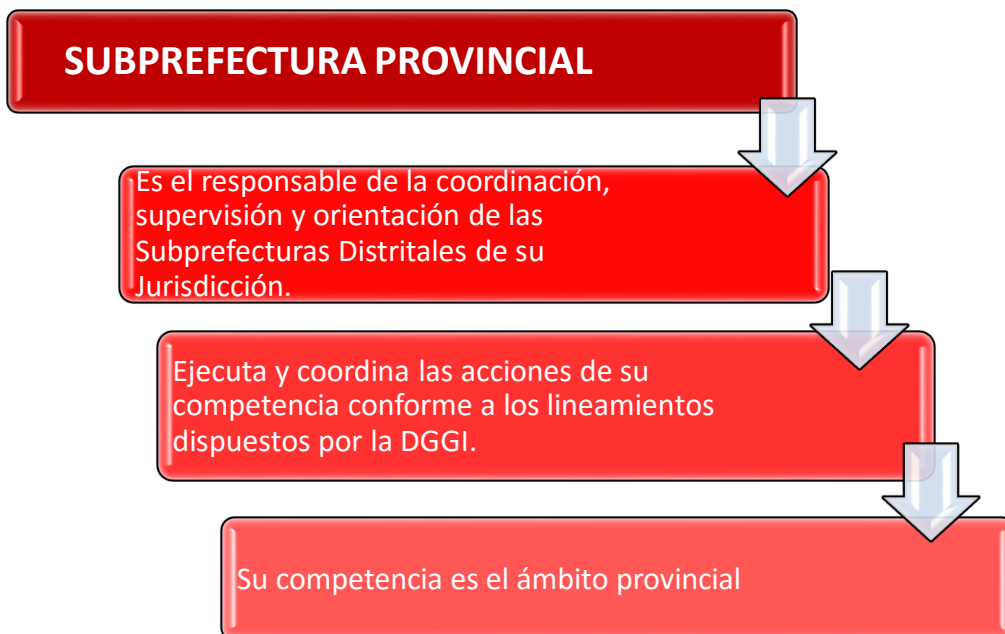 SUBPREFECTURA PROVINCIAL
Es el responsable de la coordinación,
supervisión y orientación de las
Subprefecturas Distritales de su
Jurisdicción.
Ejecuta y coordina las acciones de su
competencia conforme a los lineamientos
dispuestos por la DGGI.
Su competencia es el ámbito provincial